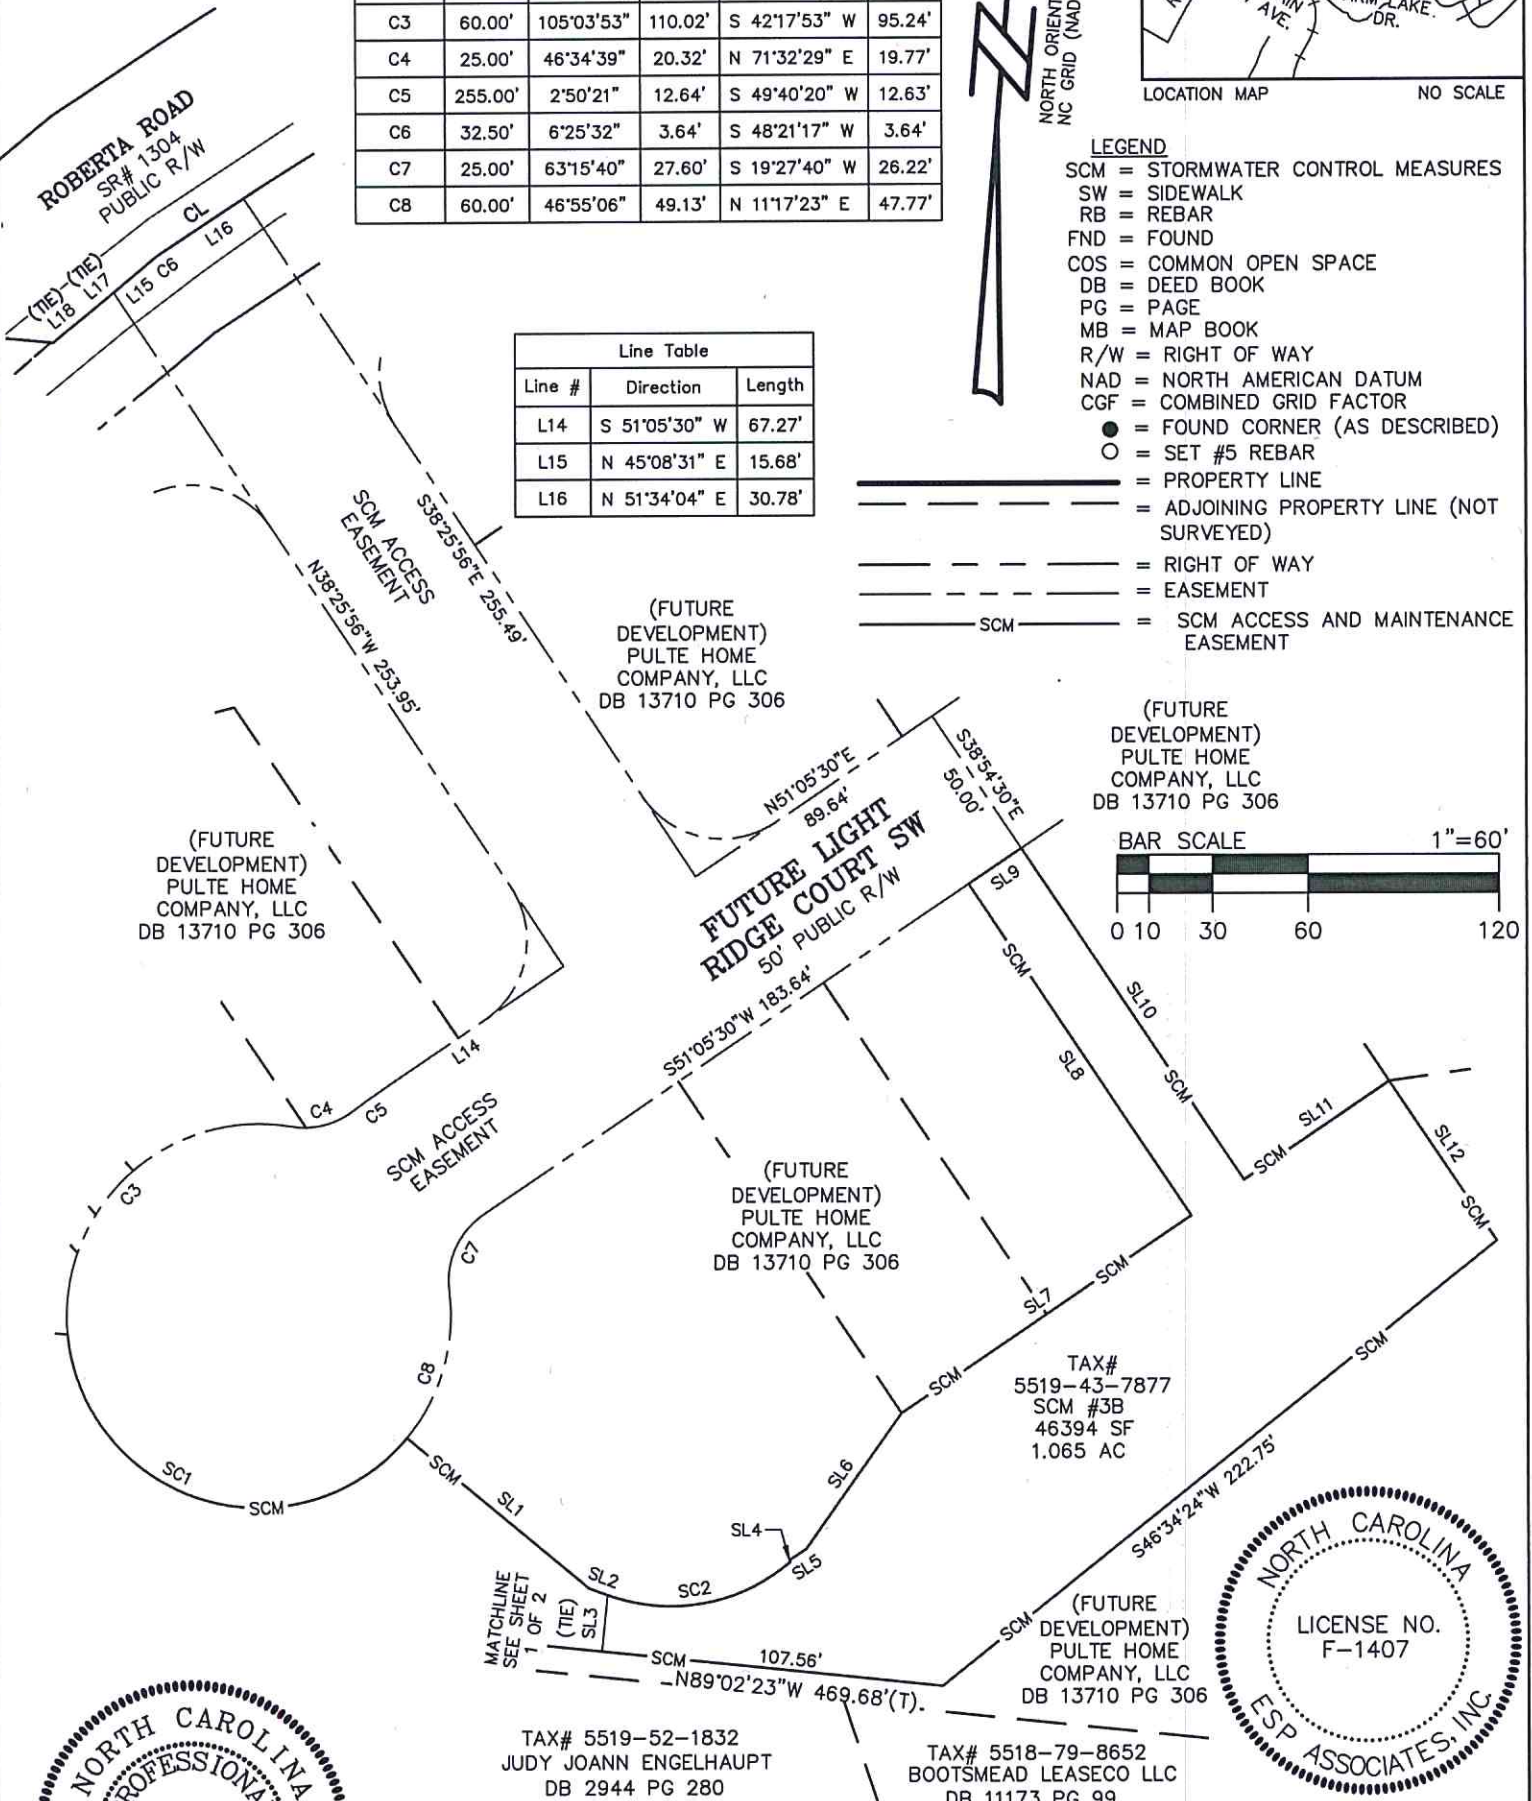 C3 60.00' 105°03'53" 110.02' S 42°17'53" W 95.24'
C4 25.00' 46°34'39" 20.32' N 71°32'29" E 19.77'
C5 255.00' 2°50'21" 12.64' S 49°40'20" W 12.63'
C6 32.50' 6°25'32" 3.64' S 48°21'17" W 3.64'
C7 25.00' 63°15'40" 27.60' S 19°27'40" W 26.22'
C8 60.00' 46°55'06" 49.13' N 11°17'23" E 47.77'
NC GRID (NAD
AVE.
LAKE.
DR.
LOCATION MAP NO SCALE
LEGEND
SCM = STORMWATER CONTROL MEASURES
SW = SIDEWALK
RB = REBAR
FND = FOUND
COS = COMMON OPEN SPACE
DB = DEED BOOK
PG = PAGE
MB = MAP BOOK
R/W = RIGHT OF WAY
NAD = NORTH AMERICAN DATUM
CGF = COMBINED GRID FACTOR
= FOUND CORNER (AS DESCRIBED)
= SET #5 REBAR
= PROPERTY LINE
= ADJOINING PROPERTY LINE (NOT
SURVEYED)
= RIGHT OF WAY
= EASEMENT
SCM = SCM ACCESS AND MAINTENANCE
EASEMENT
ROBERTA ROAD
SR# 1304
PUBLIC R/W
CL
L16
(TIE)-(TIE)
L18 L17
L15 C6
Line Table
Line # Direction Length
L14 S 51°05'30" W 67.27'
L15 N 45°08'31" E 15.68'
L16 N 51°34'04" E 30.78'
SCM ACCESS
EASEMENT
S38°25'56"E 255.49'
N38°25'56"W 253.95'
(FUTURE
DEVELOPMENT)
PULTE HOME
COMPANY, LLC
DB 13710 PG 306
(FUTURE
DEVELOPMENT)
PULTE HOME
COMPANY, LLC
DB 13710 PG 306
BAR SCALE 1"=60'
0 10 30 60 120
(FUTURE
DEVELOPMENT)
PULTE HOME
COMPANY, LLC
DB 13710 PG 306
N51°05'30"E
89.64'
S38°54'30"E
50.00'
FUTURE LIGHT
RIDGE COURT SW
50' PUBLIC R/W
S51°05'30"W 183.64'
SL9
SCM
SL10
SL8
SCM
L14
C4
C5
C3
SCM ACCESS
EASEMENT
C7
C8
SL11
SCM
SL12
SCM
(FUTURE
DEVELOPMENT)
PULTE HOME
COMPANY, LLC
DB 13710 PG 306
SCM
SL7
SCM
SCM
TAX#
5519-43-7877
SCM #3B
46394 SF
1.065 AC
S46°34'24"W 222.75'
SC1
SCM
SCM
SL1
SL6
SL4
SL5
SL2
SC2
(TIE)
SL3
MATCHLINE
SEE SHEET
1 OF 2
SCM 107.56'
N89°02'23"W 469.68'(T).
SCM
(FUTURE
DEVELOPMENT)
PULTE HOME
COMPANY, LLC
DB 13710 PG 306
NORTH CAROLINA
LICENSE NO.
F-1407
ESP ASSOCIATES, INC.
NORTH CAROLINA
TAX# 5519-52-1832
JUDY JOANN ENGELHAUPT
DB 2944 PG 280
TAX# 5518-79-8652
BOOTSMEAD LEASECO LLC
DB 11173 PG 99